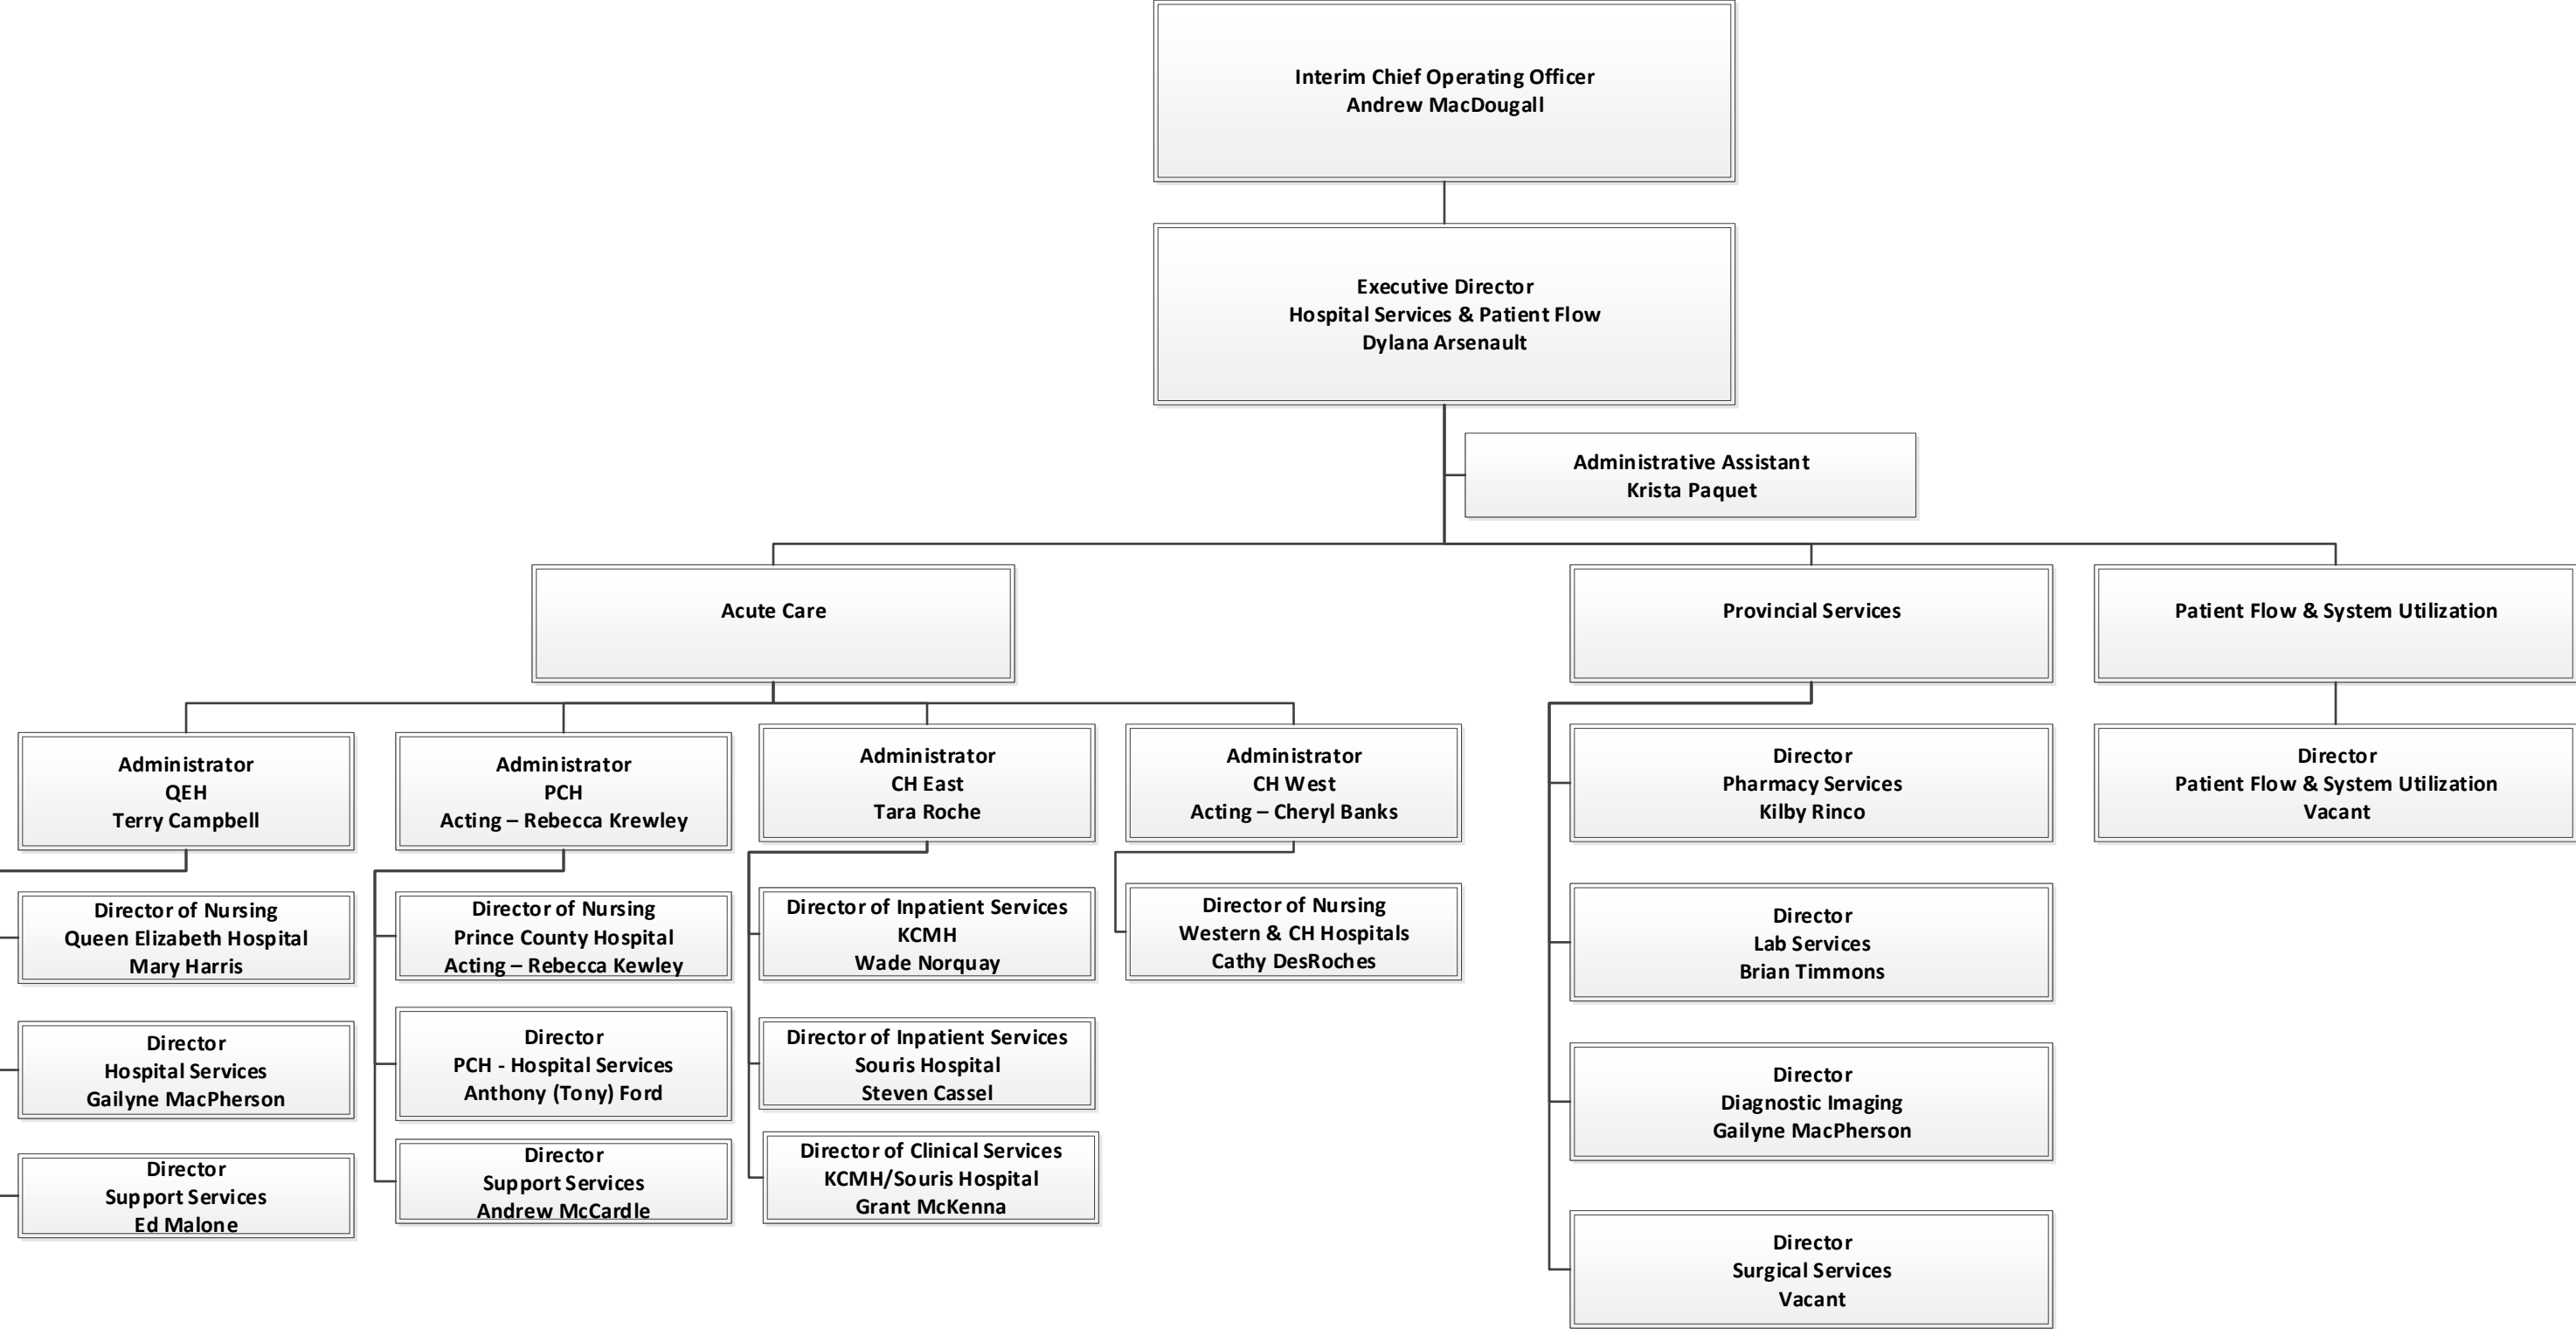 Interim Chief Operating Officer
Andrew MacDougall
Executive Director
Hospital Services & Patient Flow
Dylana Arsenault
Administrative Assistant
Krista Paquet
Acute Care
Provincial Services
Patient Flow & System Utilization
Administrator
QEH
Terry Campbell
Administrator
PCH
Acting – Rebecca Krewley
Administrator
CH East
Tara Roche
Administrator
CH West
Acting – Cheryl Banks
Director
Pharmacy Services
Kilby Rinco
Director
Patient Flow & System Utilization
Vacant
Director of Nursing
Queen Elizabeth Hospital
Mary Harris
Director of Nursing
Prince County Hospital
Acting – Rebecca Kewley
Director of Inpatient Services
KCMH
Wade Norquay
Director of Nursing
Western & CH Hospitals
Cathy DesRoches
Director
Lab Services
Brian Timmons
Director
Hospital Services
Gailyne MacPherson
Director
PCH - Hospital Services
Anthony (Tony) Ford
Director of Inpatient Services
Souris Hospital
Steven Cassel
Director
Diagnostic Imaging
Gailyne MacPherson
Director
Support Services
Ed Malone
Director
Support Services
Andrew McCardle
Director of Clinical Services
KCMH/Souris Hospital
Grant McKenna
Director
Surgical Services
Vacant